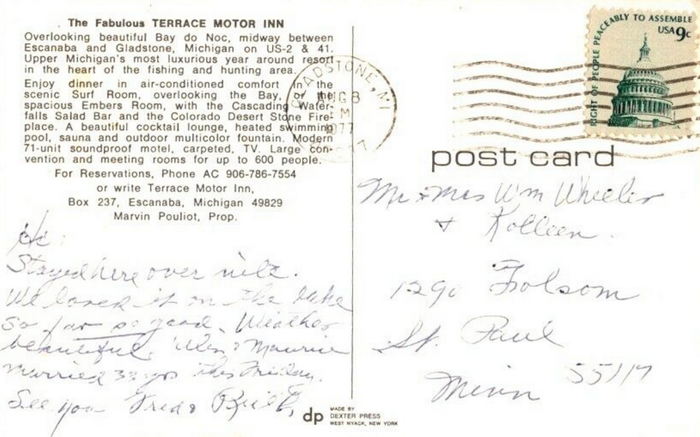 The Fabulous TERRACE MOTOR INN
Overlooking beautiful Bay do Noc, midway between
Escanaba and Gladstone, Michigan on US-2 & 41.
Upper Michigan's most luxurious year around resort
in the heart of the fishing and hunting area.
Enjoy dinner in air-conditioned comfort
scenic Surf Room, overlooking the Bay,
spacious Embers Room, with the Cascading Water-
falls Salad Bar and the Colorado Desert Stone Fire-
place. A beautiful cocktail lounge, heated swimming
pool, sauna and outdoor multicolor fountain. Modern
71-unit soundproof motel, carpeted, TV. Large con-
vention and meeting rooms for up to 600 people.
For Reservations, Phone AC 906-786-7554
or write Terrace Motor Inn,
Box 237, Escanaba, Michigan 49829
Marvin Pouliot, Prop.
Stayed here over nite.
We loved it on the lake
So far so good. Weather
beautiful. &
married yrs this Friday.
See you Fred &
GLADSTONE, MI
AUG 8
PM
1977
RIGHT OF PEOPLE PEACEABLY TO ASSEMBLE
USA 9c
post card
Mr & Mrs Wm Wheeler
& Kolleen
1290 Folsom
St. Paul
Minn 55117
dp
MADE BY
DEXTER PRESS
WEST NYACK, NEW YORK